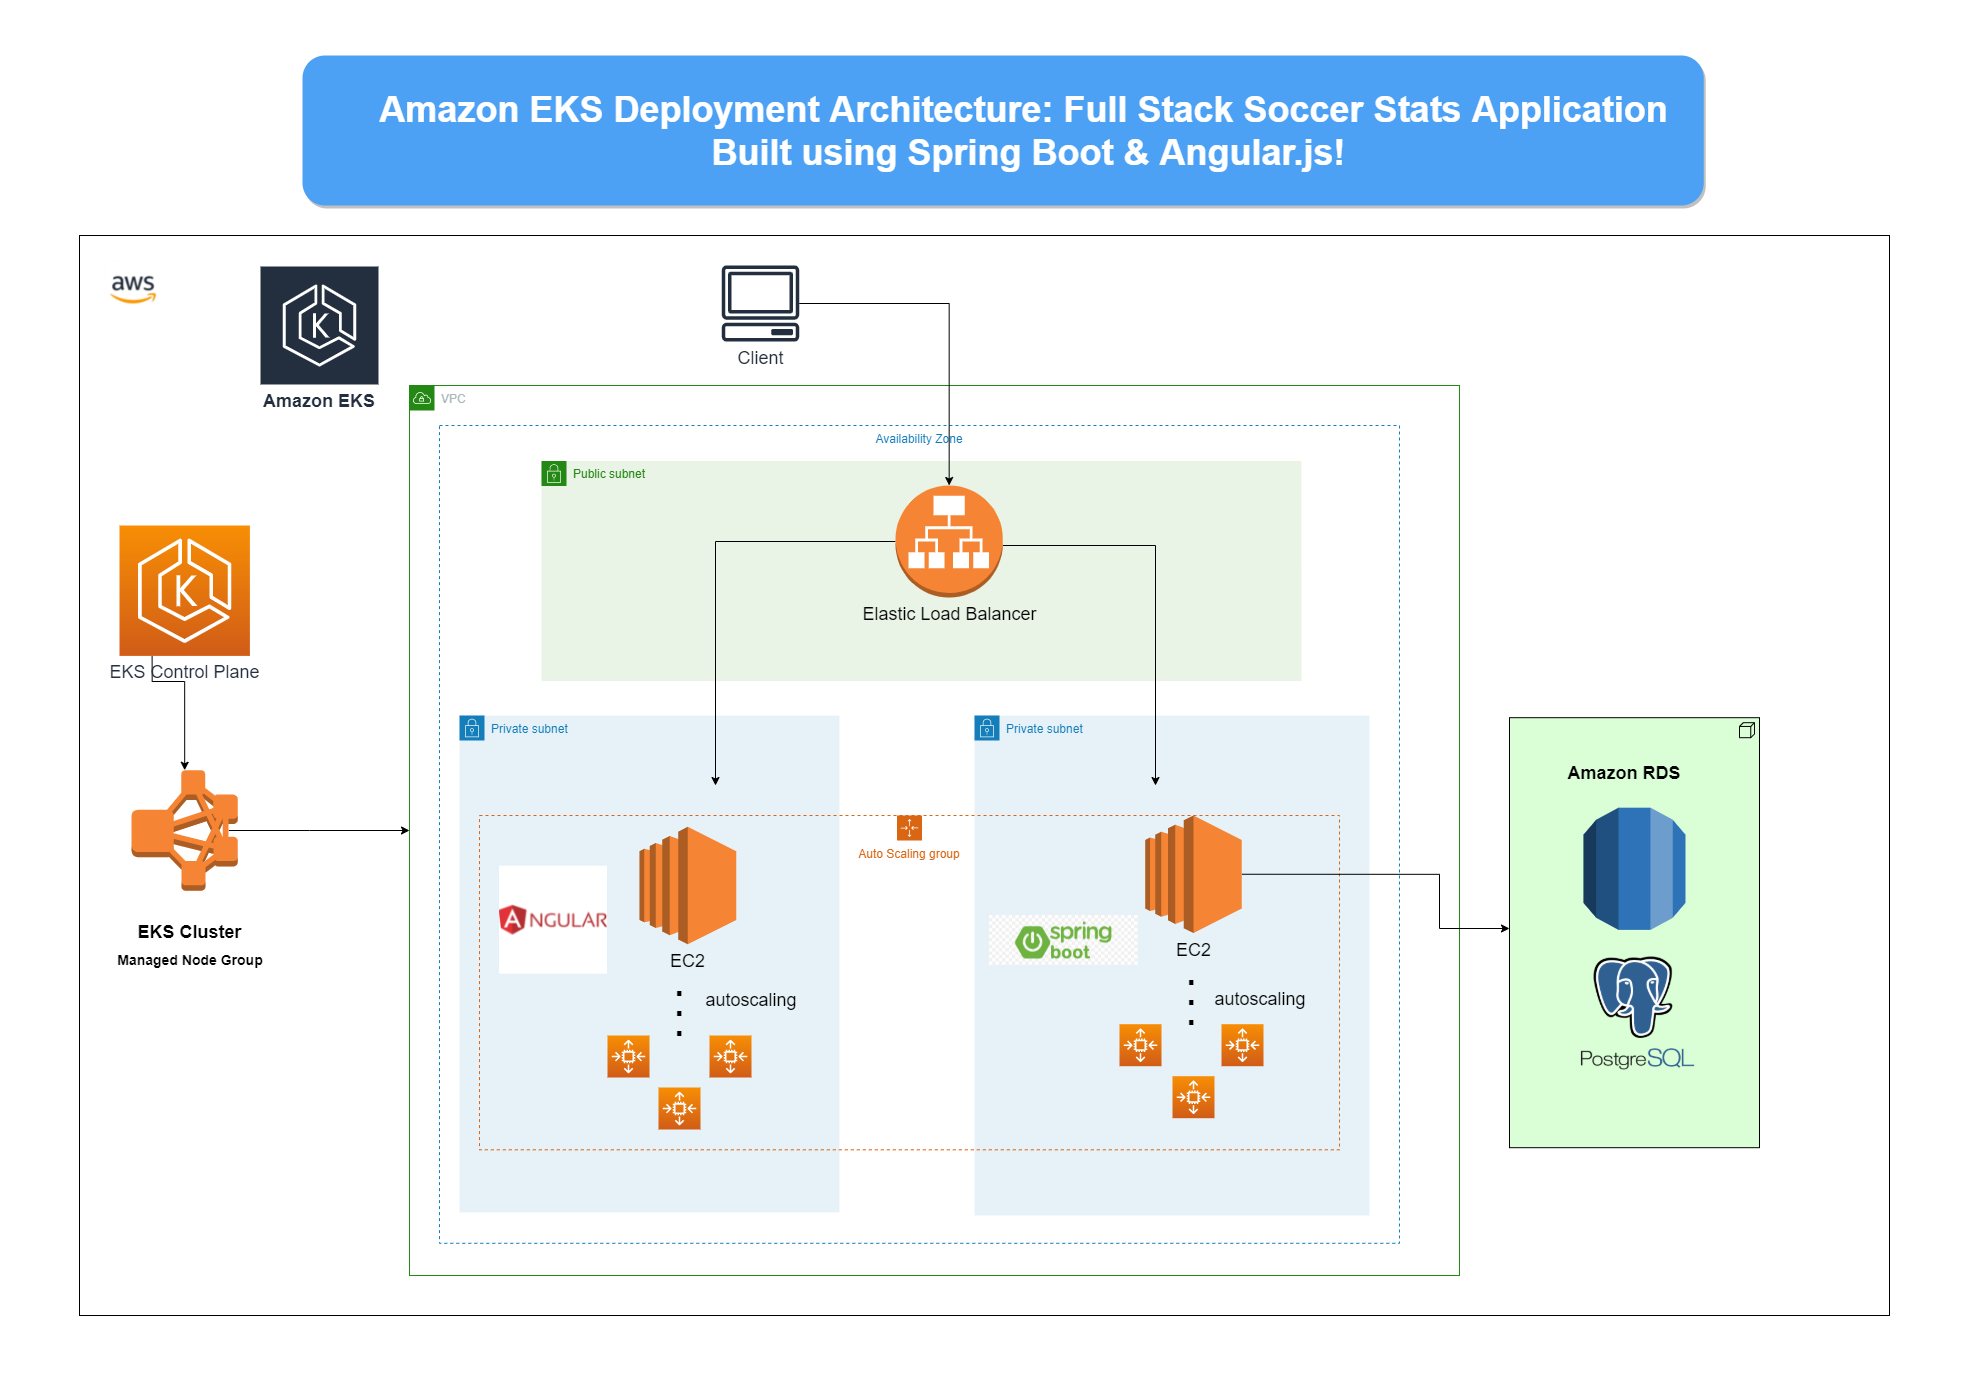 Amazon EKS Deployment Architecture: Full Stack Soccer Stats Application
Built using Spring Boot & Angular.js!
aws
K
Amazon EKS
Client
VPC
Availability Zone
Public subnet
Elastic Load Balancer
K
EKS Control Plane
EKS Cluster
Managed Node Group
Private subnet
Private subnet
Auto Scaling group
A NGULAR
EC2
autoscaling
spring
boot
EC2
autoscaling
Amazon RDS
PostgreSQL